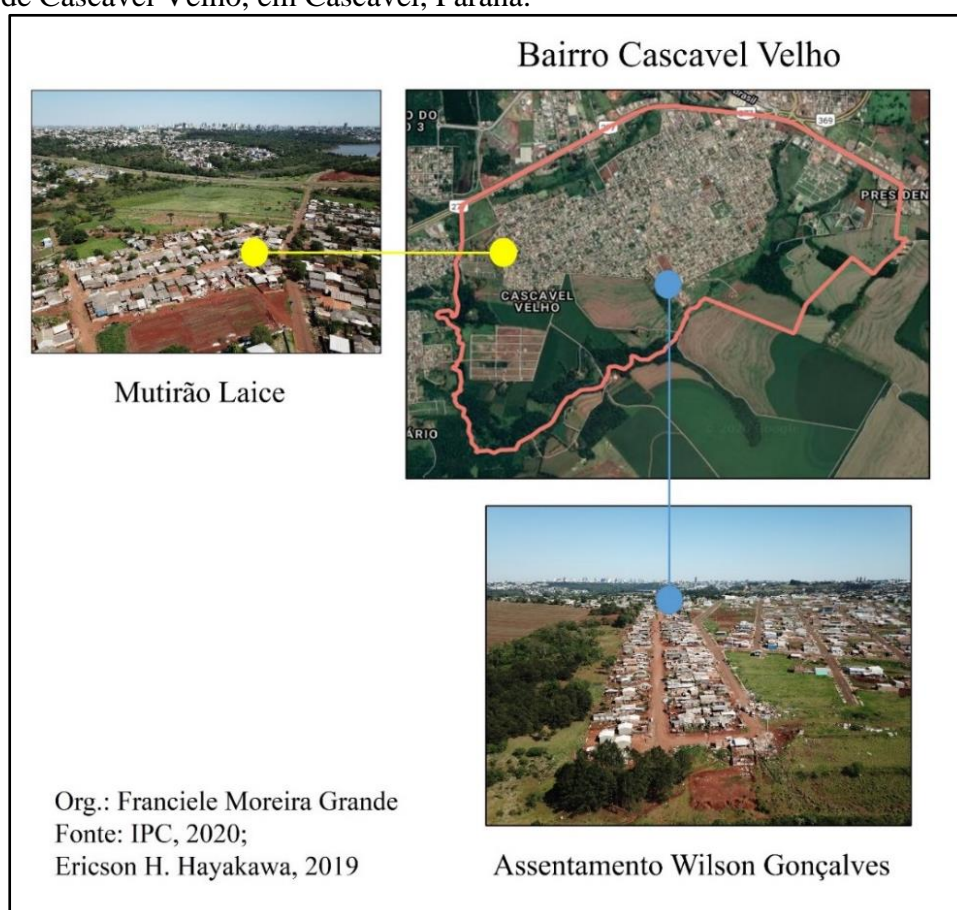 de Cascavel Velho, em Cascavel, Paraná.
Bairro Cascavel Velho
369
PRESIDEN
CASCAVEL
VELHO
ÁRIO
Mutirão Laice
Org.: Franciele Moreira Grande
Fonte: IPC, 2020;
Ericson H. Hayakawa, 2019
Assentamento Wilson Gonçalves